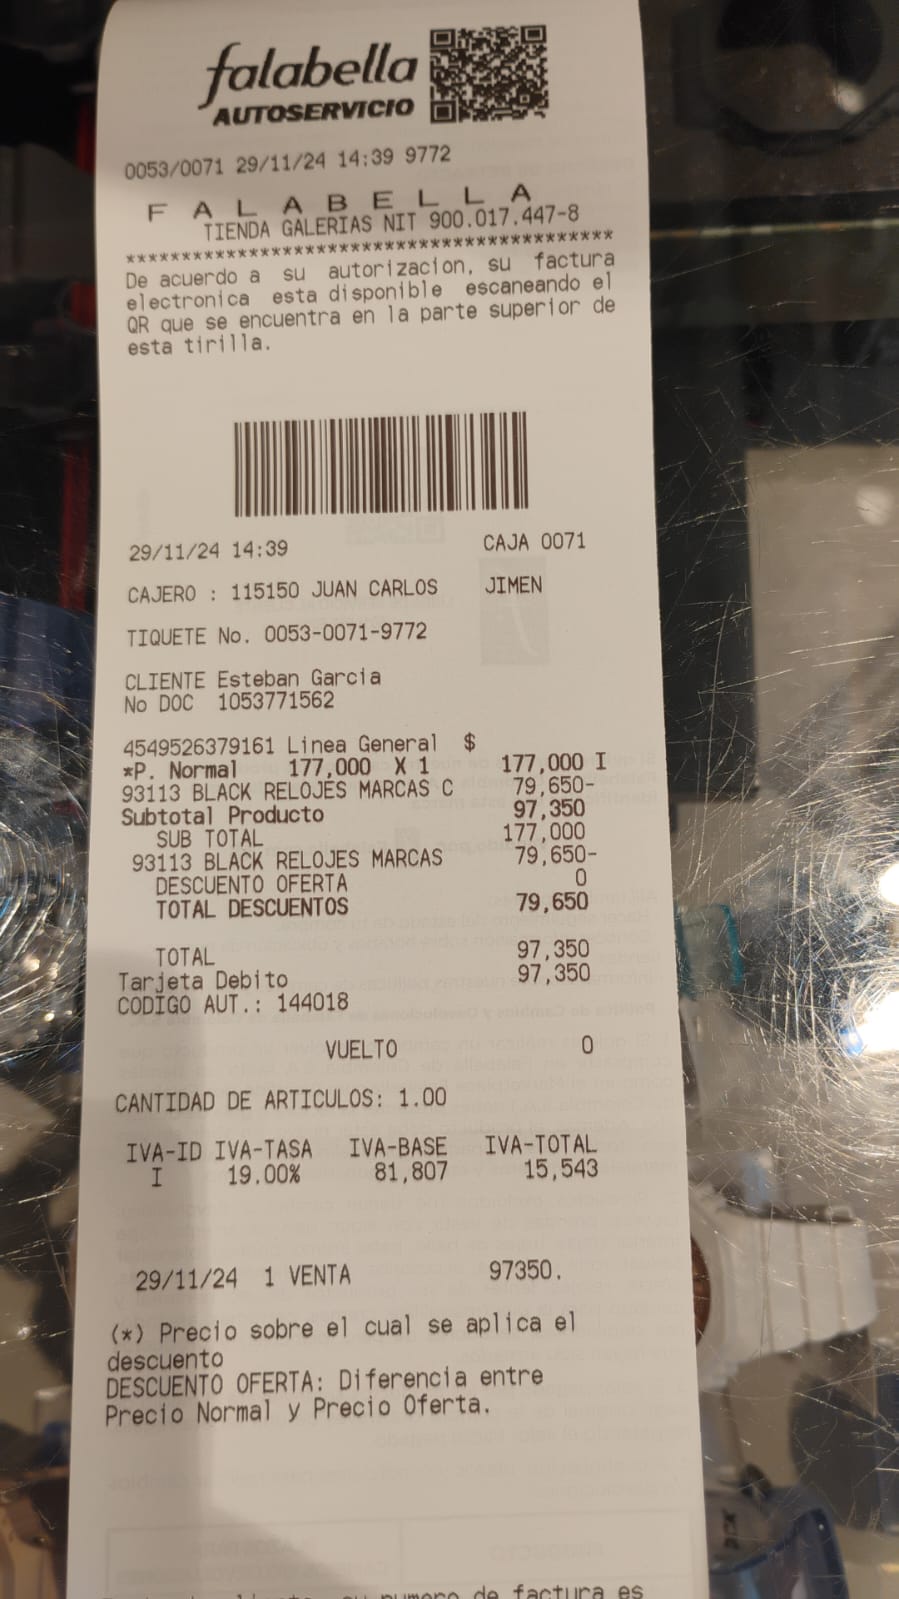 falabella
AUTOSERVICIO
0053/0071 29/11/24 14:39 9772
F A L A B E L L A
TIENDA GALERIAS NIT 900.017.447-8
******************************************
De acuerdo a su autorizacion, su factura
electronica esta disponible escaneando el
QR que se encuentra en la parte superior de
esta tirilla.
29/11/24 14:39 CAJA 0071
CAJERO : 115150 JUAN CARLOS JIMEN
TIQUETE No. 0053-0071-9772
CLIENTE Esteban Garcia
No DOC 1053771562
4549526379161 Linea General $
*P. Normal 177,000 X 1 177,000 I
93113 BLACK RELOJES MARCAS C 79,650-
Subtotal Producto 97,350
SUB TOTAL 177,000
93113 BLACK RELOJES MARCAS 79,650-
DESCUENTO OFERTA 0
TOTAL DESCUENTOS 79,650
TOTAL 97,350
Tarjeta Debito 97,350
CODIGO AUT.: 144018
VUELTO 0
CANTIDAD DE ARTICULOS: 1.00
IVA-ID IVA-TASA IVA-BASE IVA-TOTAL
I 19.00% 81,807 15,543
29/11/24 1 VENTA 97350.
(*) Precio sobre el cual se aplica el
descuento
DESCUENTO OFERTA: Diferencia entre
Precio Normal y Precio Oferta.
su numero de factura es